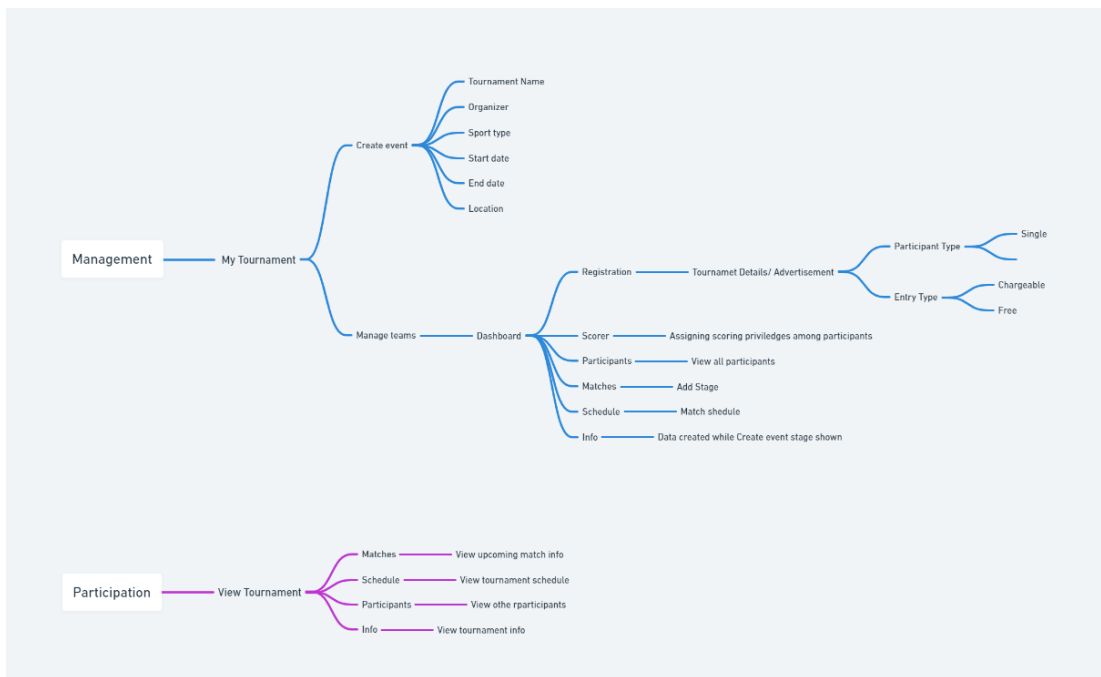 Management
My Tournament
Create event
Tournament Name
Organizer
Sport type
Start date
End date
Location
Manage teams
Dashboard
Registration
Tournamet Details/ Advertisement
Participant Type
Single
Entry Type
Chargeable
Free
Scorer
Assigning scoring priviledges among participants
Participants
View all participants
Matches
Add Stage
Schedule
Match shedule
Info
Data created while Create event stage shown
Participation
View Tournament
Matches
View upcoming match info
Schedule
View tournament schedule
Participants
View othe rparticipants
Info
View tournament info